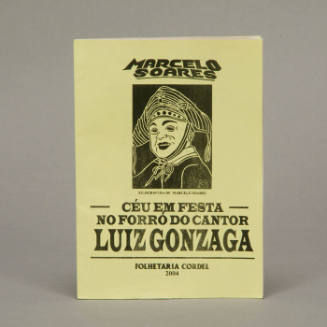 MARCELO
SOARES
XILOGRAVURA DE MARCELO SOARES
CÉU EM FESTA
NO FORRÓ DO CANTOR
LUIZ GONZAGA
FOLHETARIA CORDEL
2004